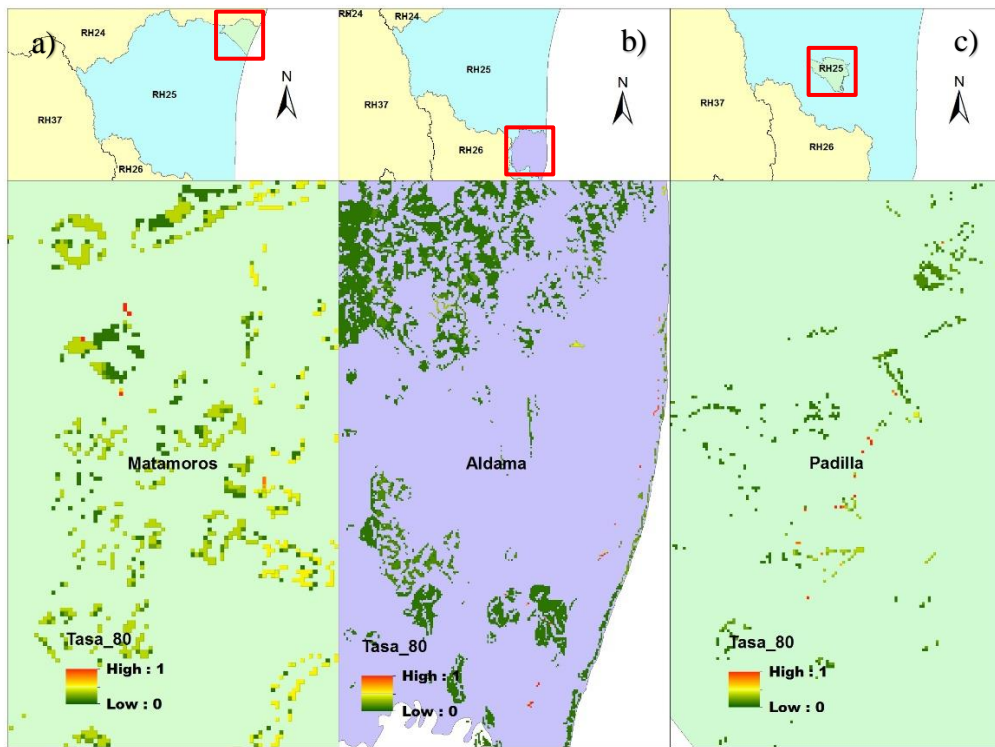 a)
RH24
RH25
RH37
RH26
N
b)
RH24
RH25
RH26
RH37
N
c)
RH25
RH37
RH26
N
Matamoros
Tasa_80
High : 1
Low : 0
Aldama
Tasa_80
High : 1
Low : 0
Padilla
Tasa_80
High : 1
Low : 0